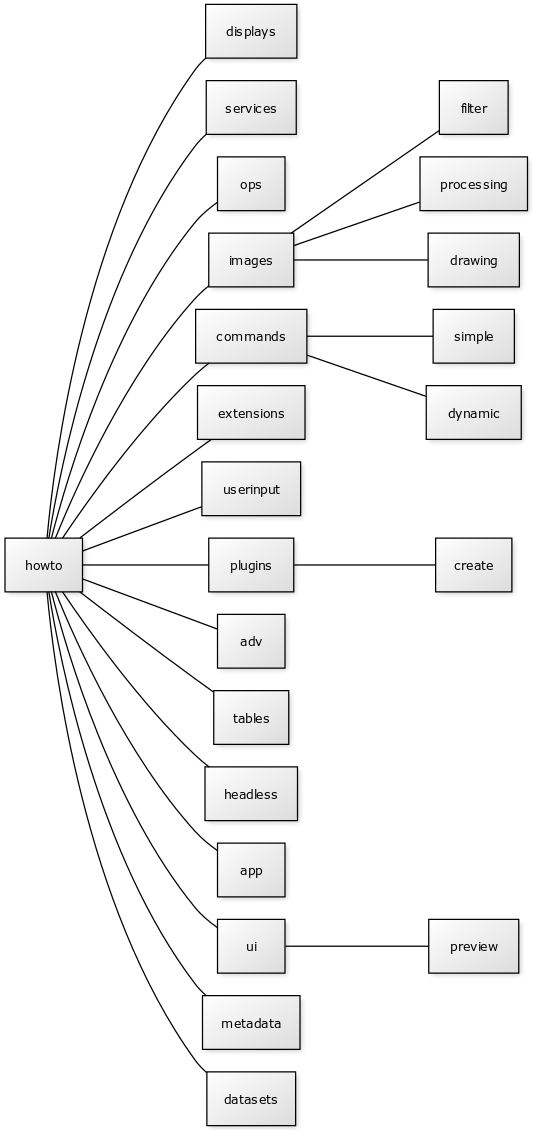 displays
services
filter
ops
processing
images
drawing
commands
simple
extensions
dynamic
userinput
howto
plugins
create
adv
tables
headless
app
ui
preview
metadata
datasets